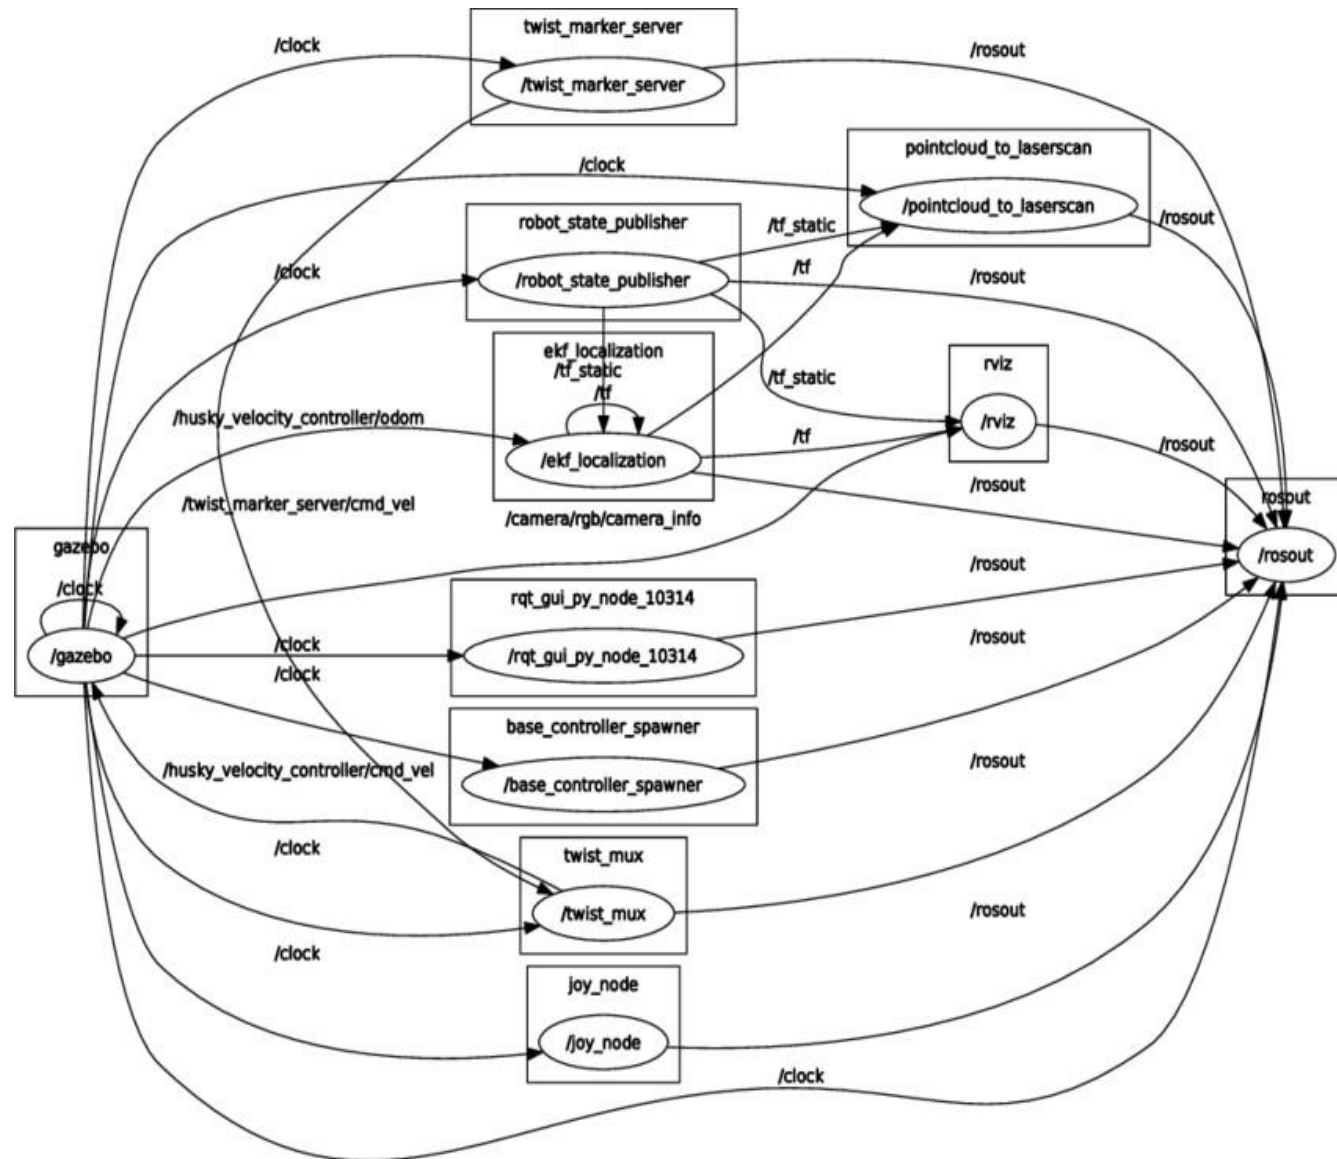 twist_marker_server
/clock
/rosout
/twist_marker_server
pointcloud_to_laserscan
/clock
/pointcloud_to_laserscan
/rosout
robot_state_publisher
/tf_static
/clock
/tf
/robot_state_publisher
/rosout
ekf_localization
/tf_static
/tf
rviz
/tf_static
/husky_velocity_controller/odom
/rviz
/tf
/rosout
/ekf_localization
/rosout
rosout
/twist_marker_server/cmd_vel
/camera/rgb/camera_info
gazebo
/rosout
/clock
/rosout
rqt_gui_py_node_10314
/clock
/rosout
/gazebo
/rqt_gui_py_node_10314
/clock
base_controller_spawner
/husky_velocity_controller/cmd_vel
/rosout
/base_controller_spawner
/clock
twist_mux
/twist_mux
/rosout
/clock
joy_node
/joy_node
/clock